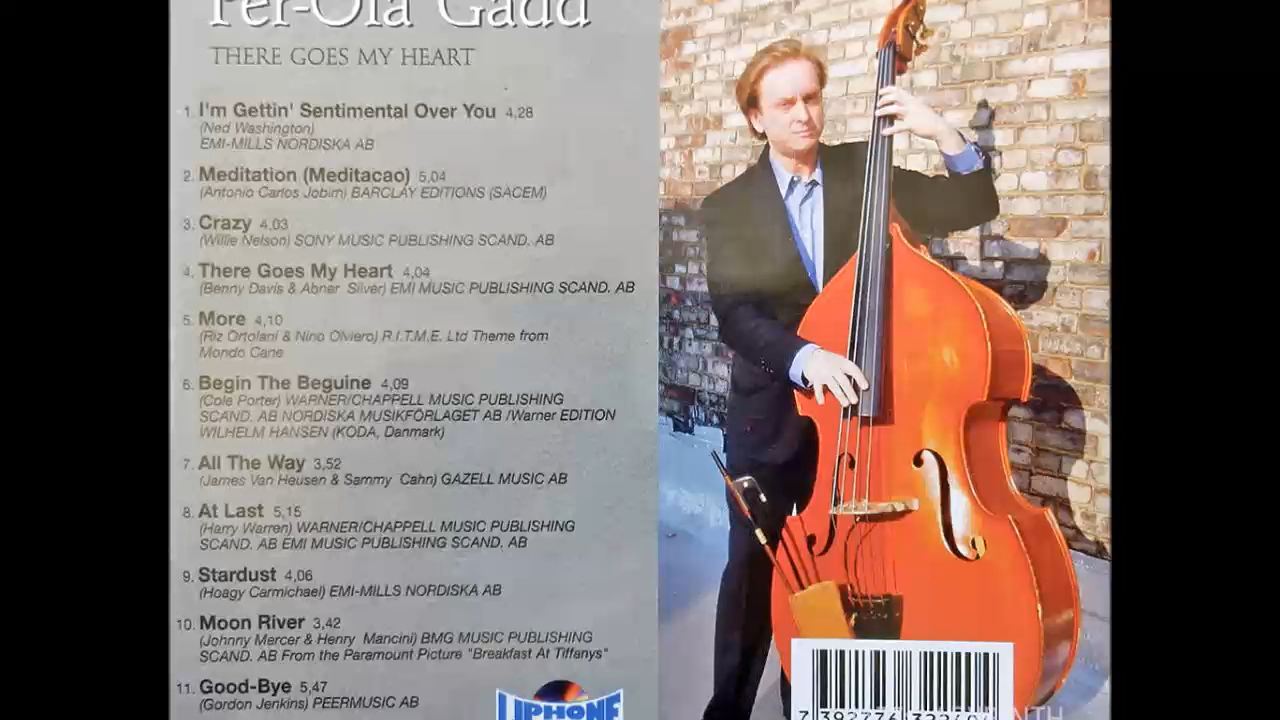 Per-Ola Gadd
THERE GOES MY HEART
1. I'm Gettin' Sentimental Over You 4,28
(Ned Washington)
EMI-MILLS NORDISKA AB
2. Meditation (Meditacao) 5,04
(Antonio Carlos Jobim) BARCLAY EDITIONS (SACEM)
3. Crazy 4,03
(Willie Nelson) SONY MUSIC PUBLISHING SCAND. AB
4. There Goes My Heart 4,04
(Benny Davis & Abner Silver) EMI MUSIC PUBLISHING SCAND. AB
5. More 4,10
(Riz Ortolani & Nino Olviero) R.I.T.M.E. Ltd Theme from
Mondo Cane
6. Begin The Beguine 4,09
(Cole Porter) WARNER/CHAPPELL MUSIC PUBLISHING
SCAND. AB NORDISKA MUSIKFÖRLAGET AB /Warner EDITION
WILHELM HANSEN (KODA, Danmark)
7. All The Way 3,52
(James Van Heusen & Sammy Cahn) GAZELL MUSIC AB
8. At Last 5,15
(Harry Warren) WARNER/CHAPPELL MUSIC PUBLISHING
SCAND. AB EMI MUSIC PUBLISHING SCAND. AB
9. Stardust 4,06
(Hoagy Carmichael) EMI-MILLS NORDISKA AB
10. Moon River 3,42
(Johnny Mercer & Henry Mancini) BMG MUSIC PUBLISHING
SCAND. AB From the Paramount Picture "Breakfast At Tiffanys"
11. Good-Bye 5,47
(Gordon Jenkins) PEERMUSIC AB
LIPHONE